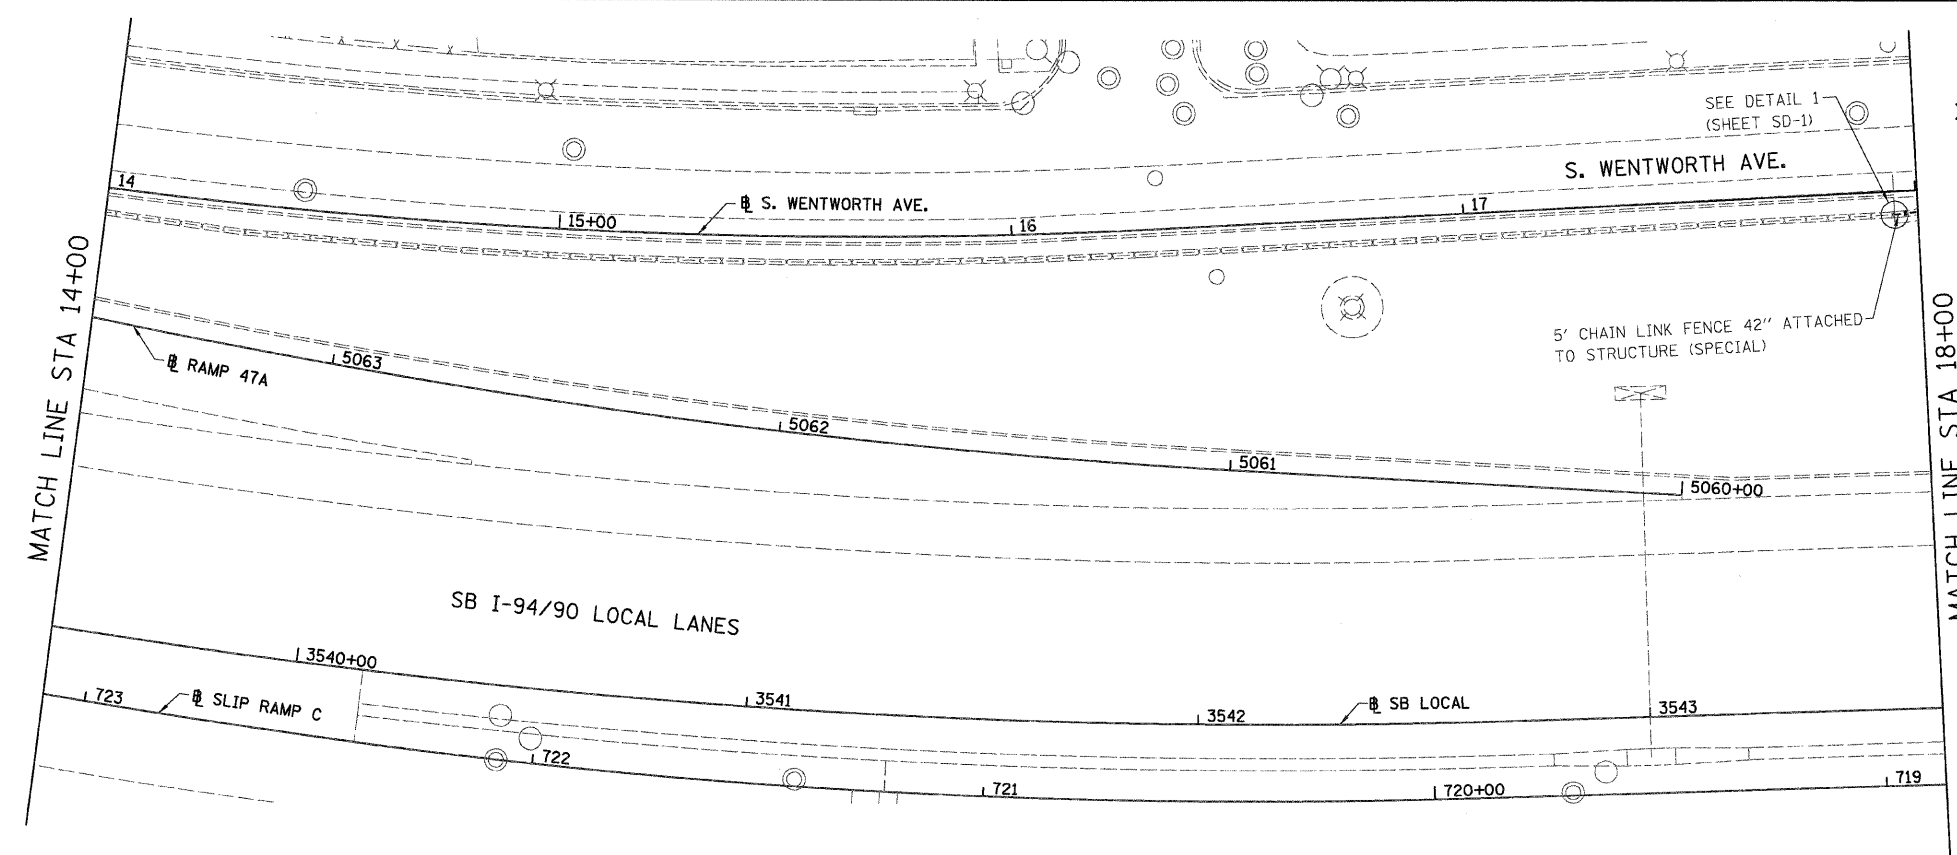 SEE DETAIL 1
(SHEET SD-1)
S. WENTWORTH AVE.
14
℄ S. WENTWORTH AVE.
15+00
16
17
MATCH LINE STA 14+00
5' CHAIN LINK FENCE 42" ATTACHED
TO STRUCTURE (SPECIAL)
MATCH LINE STA 18+00
℄ RAMP 47A
5063
5062
5061
5060+00
SB I-94/90 LOCAL LANES
3540+00
3541
3542
℄ SB LOCAL
3543
723
℄ SLIP RAMP C
722
721
720+00
719